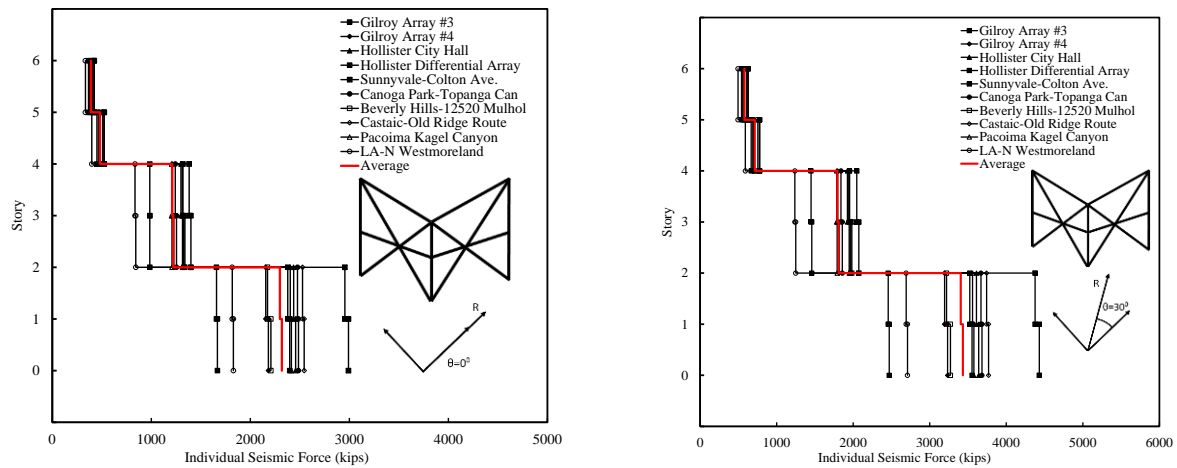 Gilroy Array #3
Gilroy Array #4
Hollister City Hall
Hollister Differential Array
Sunnyvale-Colton Ave.
Canoga Park-Topanga Can
Beverly Hills-12520 Mulhol
Castaic-Old Ridge Route
Pacoima Kagel Canyon
LA-N Westmoreland
Average
6
5
4
3
2
1
0
Story
R
θ=0⁰
0 1000 2000 3000 4000 5000
Individual Seismic Force (kips)
Gilroy Array #3
Gilroy Array #4
Hollister City Hall
Hollister Differential Array
Sunnyvale-Colton Ave.
Canoga Park-Topanga Can
Beverly Hills-12520 Mulhol
Castaic-Old Ridge Route
Pacoima Kagel Canyon
LA-N Westmoreland
Average
6
5
4
3
2
1
0
Story
R
θ=30⁰
0 1000 2000 3000 4000 5000 6000
Individual Seismic Force (kips)